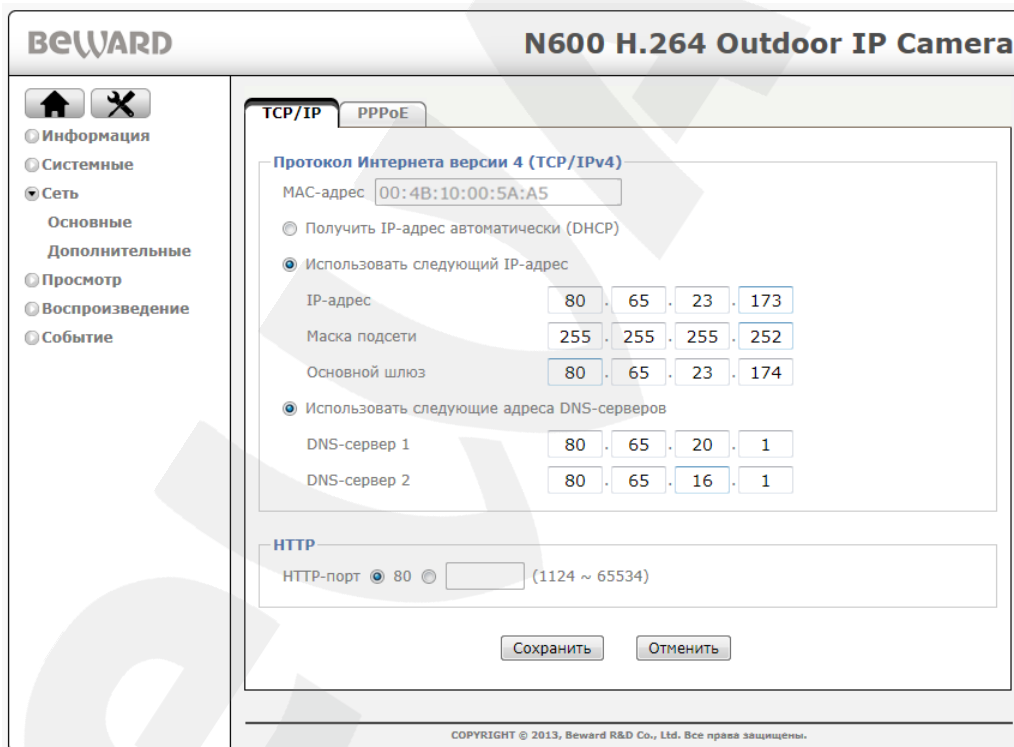 BEWARD
N600 H.264 Outdoor IP Camera
Информация
Системные
Сеть
Основные
Дополнительные
Просмотр
Воспроизведение
Событие
TCP/IP PPPoE
Протокол Интернета версии 4 (TCP/IPv4)
MAC-адрес 00:4B:10:00:5A:A5
Получить IP-адрес автоматически (DHCP)
Использовать следующий IP-адрес
IP-адрес 80 . 65 . 23 . 173
Маска подсети 255 . 255 . 255 . 252
Основной шлюз 80 . 65 . 23 . 174
Использовать следующие адреса DNS-серверов
DNS-сервер 1 80 . 65 . 20 . 1
DNS-сервер 2 80 . 65 . 16 . 1
HTTP
HTTP-порт 80 (1124 ~ 65534)
Сохранить Отменить
COPYRIGHT © 2013, Beward R&D Co., Ltd. Все права защищены.